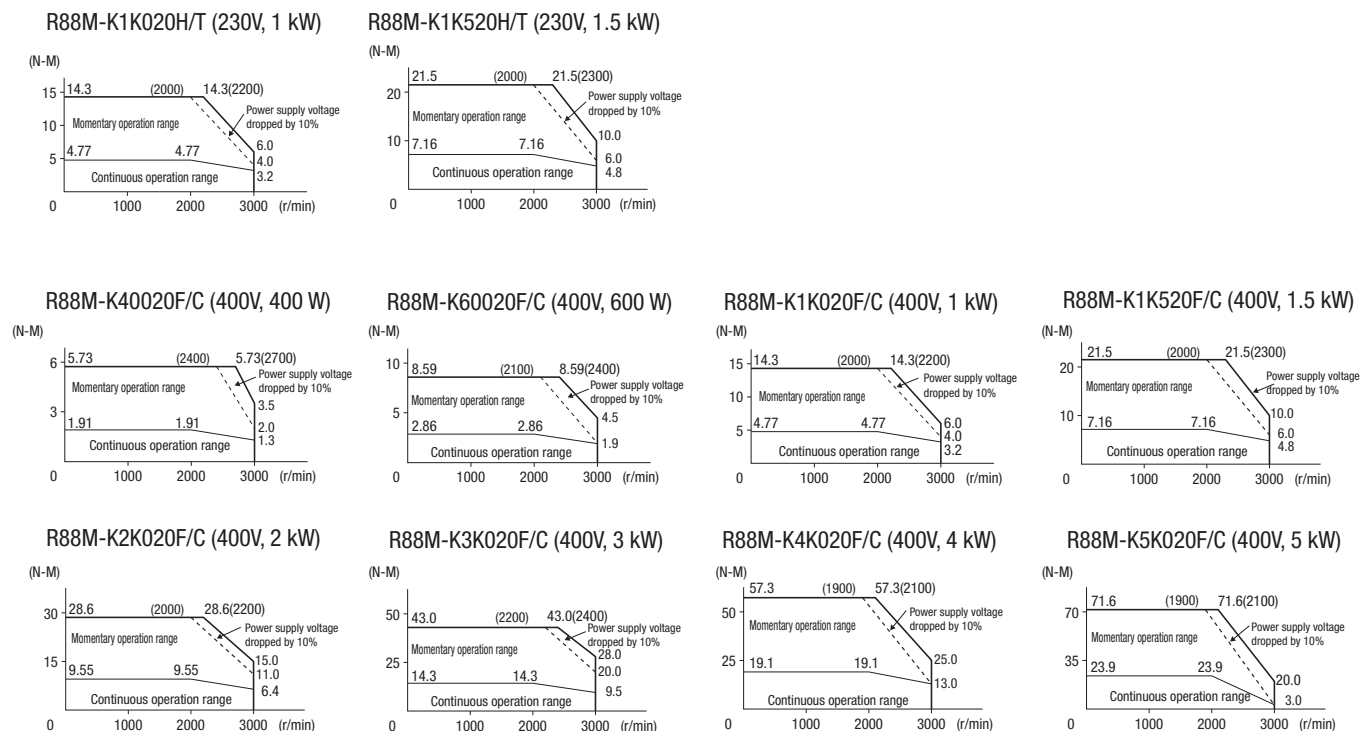 R88M-K1K020H/T (230V, 1 kW)
(N-M)
14.3 (2000) 14.3(2200)
15
Power supply voltage
dropped by 10%
10
Momentary operation range
6.0
4.77 4.77
4.0
5
3.2
Continuous operation range
0 1000 2000 3000 (r/min)
R88M-K1K520H/T (230V, 1.5 kW)
(N-M)
21.5 (2000) 21.5(2300)
20
Power supply voltage
dropped by 10%
Momentary operation range
10.0
10
7.16 7.16
6.0
4.8
Continuous operation range
0 1000 2000 3000 (r/min)
R88M-K40020F/C (400V, 400 W)
(N-M)
6
5.73 (2400) 5.73(2700)
Power supply voltage
dropped by 10%
Momentary operation range
3.5
3
1.91 1.91
2.0
1.3
Continuous operation range
0 1000 2000 3000 (r/min)
R88M-K60020F/C (400V, 600 W)
(N-M)
10
8.59 (2100) 8.59(2400)
Power supply voltage
dropped by 10%
Momentary operation range
5
4.5
2.86 2.86
1.9
Continuous operation range
0 1000 2000 3000 (r/min)
R88M-K1K020F/C (400V, 1 kW)
(N-M)
15
14.3 (2000) 14.3(2200)
Power supply voltage
dropped by 10%
10
Momentary operation range
6.0
4.77 4.77
4.0
5
3.2
Continuous operation range
0 1000 2000 3000 (r/min)
R88M-K1K520F/C (400V, 1.5 kW)
(N-M)
21.5 (2000) 21.5(2300)
20
Power supply voltage
dropped by 10%
Momentary operation range
10.0
10
7.16 7.16
6.0
4.8
Continuous operation range
0 1000 2000 3000 (r/min)
R88M-K2K020F/C (400V, 2 kW)
(N-M)
30
28.6 (2000) 28.6(2200)
Power supply voltage
dropped by 10%
Momentary operation range
15
15.0
9.55 9.55
11.0
6.4
Continuous operation range
0 1000 2000 3000 (r/min)
R88M-K3K020F/C (400V, 3 kW)
(N-M)
50
43.0 (2200) 43.0(2400)
Power supply voltage
dropped by 10%
Momentary operation range
28.0
25
20.0
14.3 14.3
9.5
Continuous operation range
0 1000 2000 3000 (r/min)
R88M-K4K020F/C (400V, 4 kW)
(N-M)
57.3 (1900) 57.3(2100)
50
Power supply voltage
dropped by 10%
Momentary operation range
25
25.0
19.1 19.1
13.0
Continuous operation range
0 1000 2000 3000 (r/min)
R88M-K5K020F/C (400V, 5 kW)
(N-M)
71.6 (1900) 71.6(2100)
70
Power supply voltage
dropped by 10%
Momentary operation range
35
23.9 23.9
20.0
3.0
Continuous operation range
0 1000 2000 3000 (r/min)